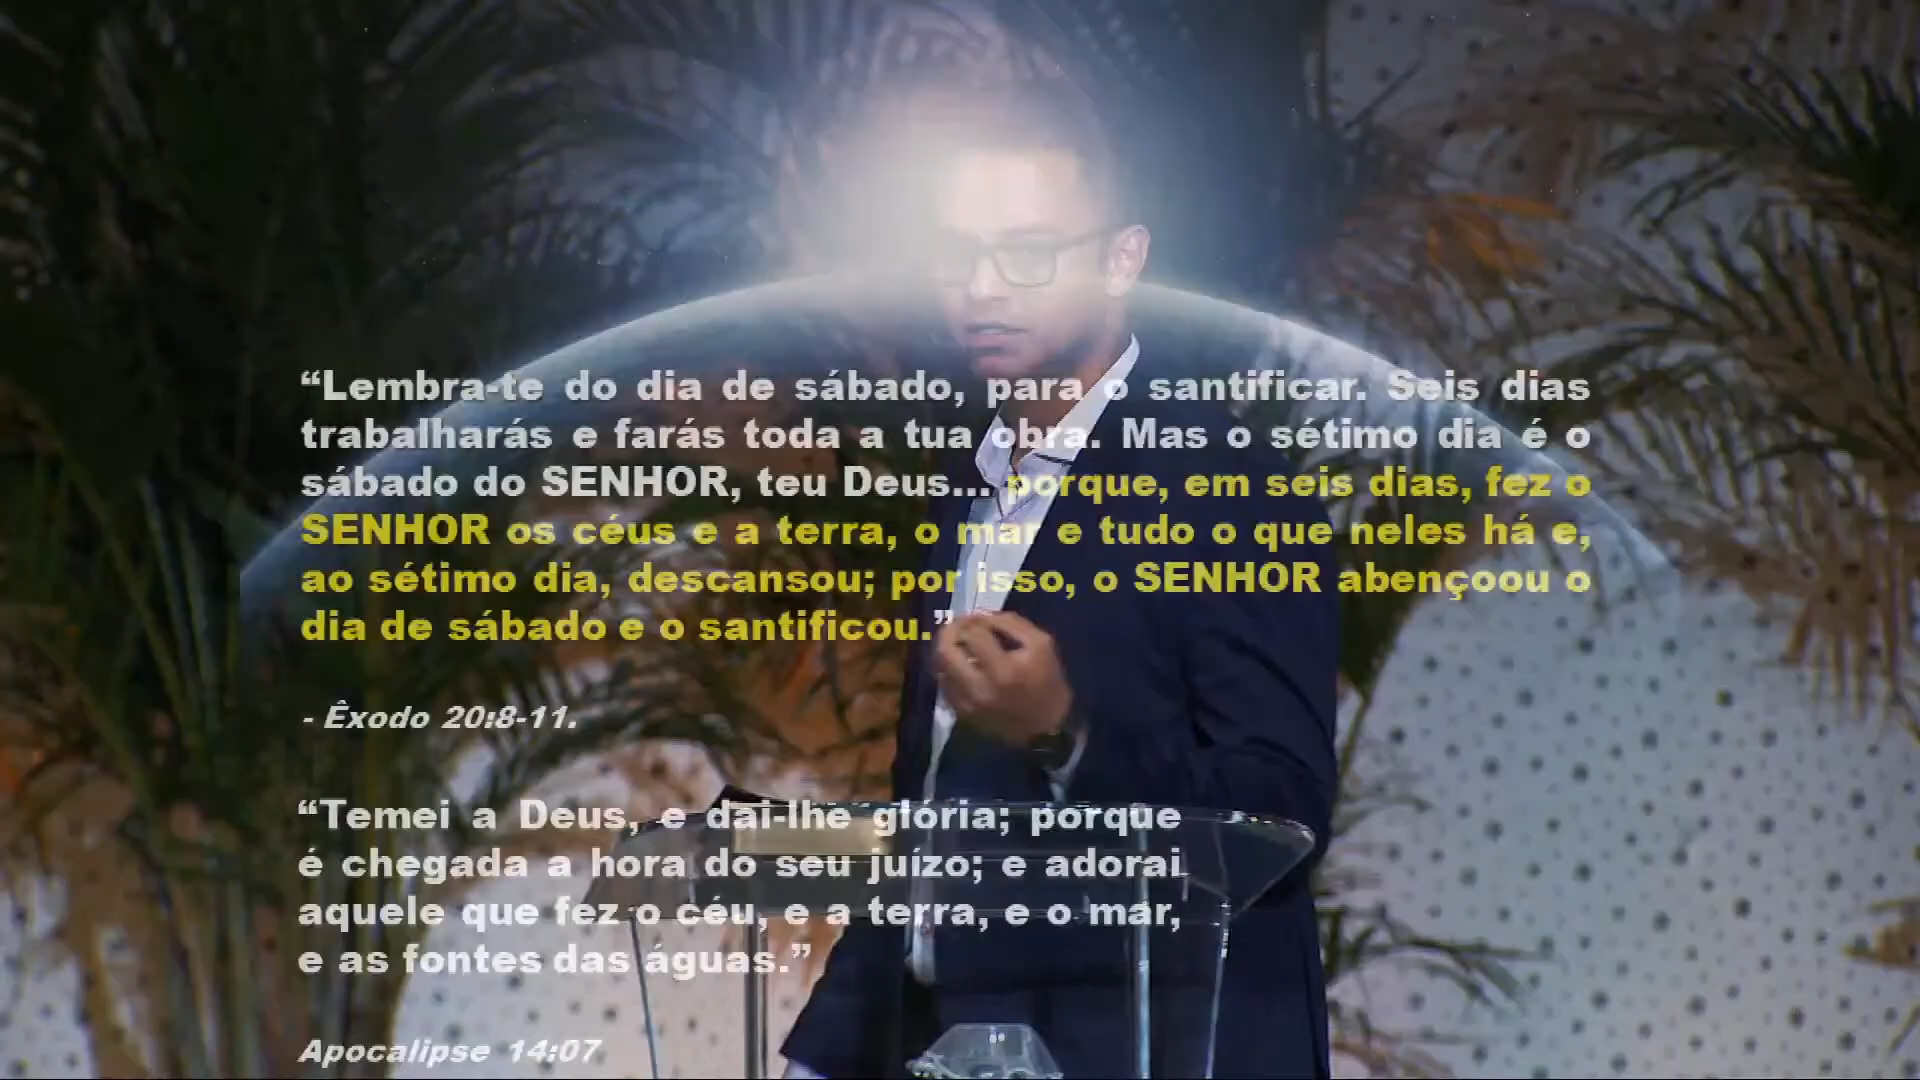 “Lembra-te do dia de sábado, para o santificar. Seis dias
trabalharás e farás toda a tua obra. Mas o sétimo dia é o
sábado do SENHOR, teu Deus... porque, em seis dias, fez o
SENHOR os céus e a terra, o mar e tudo o que neles há e,
ao sétimo dia, descansou; por isso, o SENHOR abençoou o
dia de sábado e o santificou.”
- Êxodo 20:8-11.
“Temei a Deus, e dai-lhe glória; porque
é chegada a hora do seu juízo; e adorai
aquele que fez o céu, e a terra, e o mar,
e as fontes das águas.”
Apocalipse 14:07